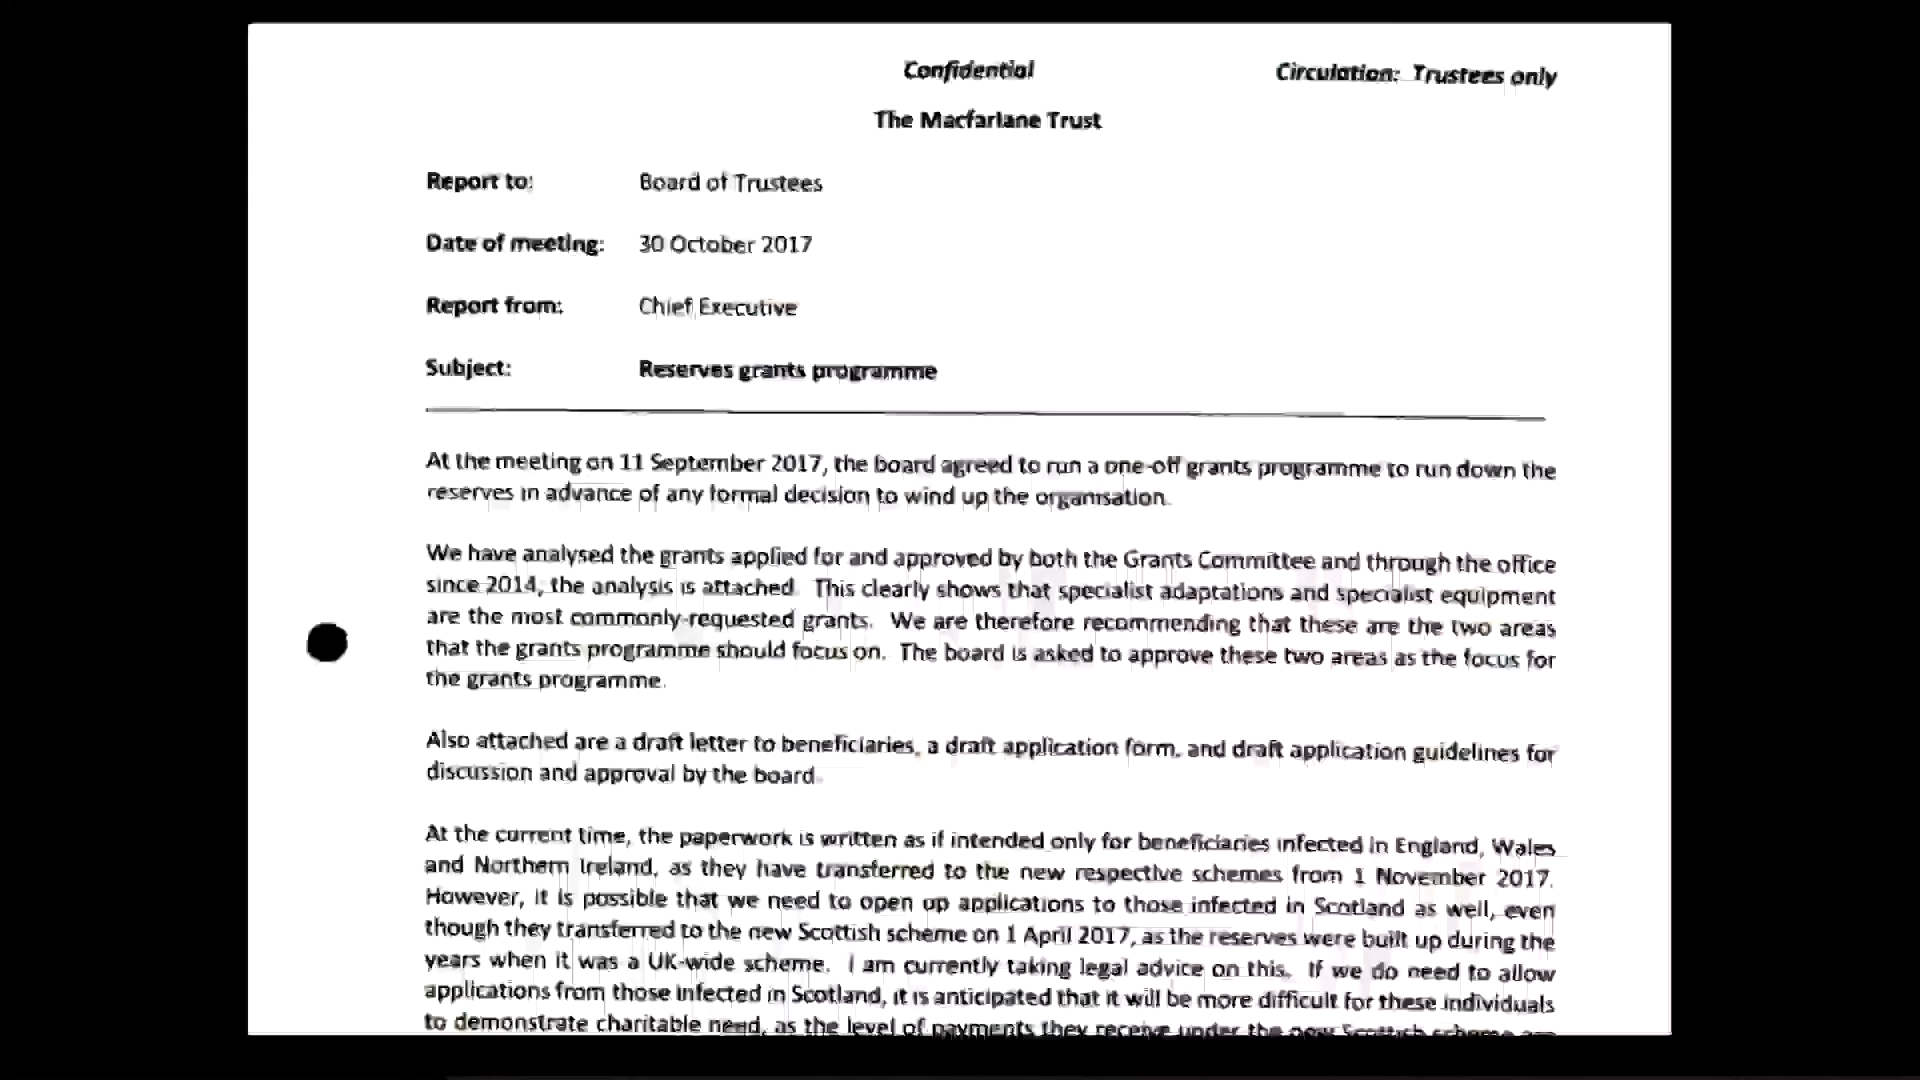 Confidential
Circulation: Trustees only
The Macfarlane Trust
Report to: Board of Trustees
Date of meeting: 30 October 2017
Report from: Chief Executive
Subject: Reserves grants programme
At the meeting on 11 September 2017, the board agreed to run a one-off grants programme to run down the
reserves in advance of any formal decision to wind up the organisation.
We have analysed the grants applied for and approved by both the Grants Committee and through the office
since 2014, the analysis is attached. This clearly shows that specialist adaptations and specialist equipment
are the most commonly-requested grants. We are therefore recommending that these are the two areas
that the grants programme should focus on. The board is asked to approve these two areas as the focus for
the grants programme.
Also attached are a draft letter to beneficiaries, a draft application form, and draft application guidelines for
discussion and approval by the board.
At the current time, the paperwork is written as if intended only for beneficiaries infected in England, Wales
and Northern Ireland, as they have transferred to the new respective schemes from 1 November 2017.
However, it is possible that we need to open up applications to those infected in Scotland as well, even
though they transferred to the new Scottish scheme on 1 April 2017, as the reserves were built up during the
years when it was a UK-wide scheme. I am currently taking legal advice on this. If we do need to allow
applications from those infected in Scotland, it is anticipated that it will be more difficult for these individuals
to demonstrate charitable need, as the level of payments they receive under the new Scottish scheme are